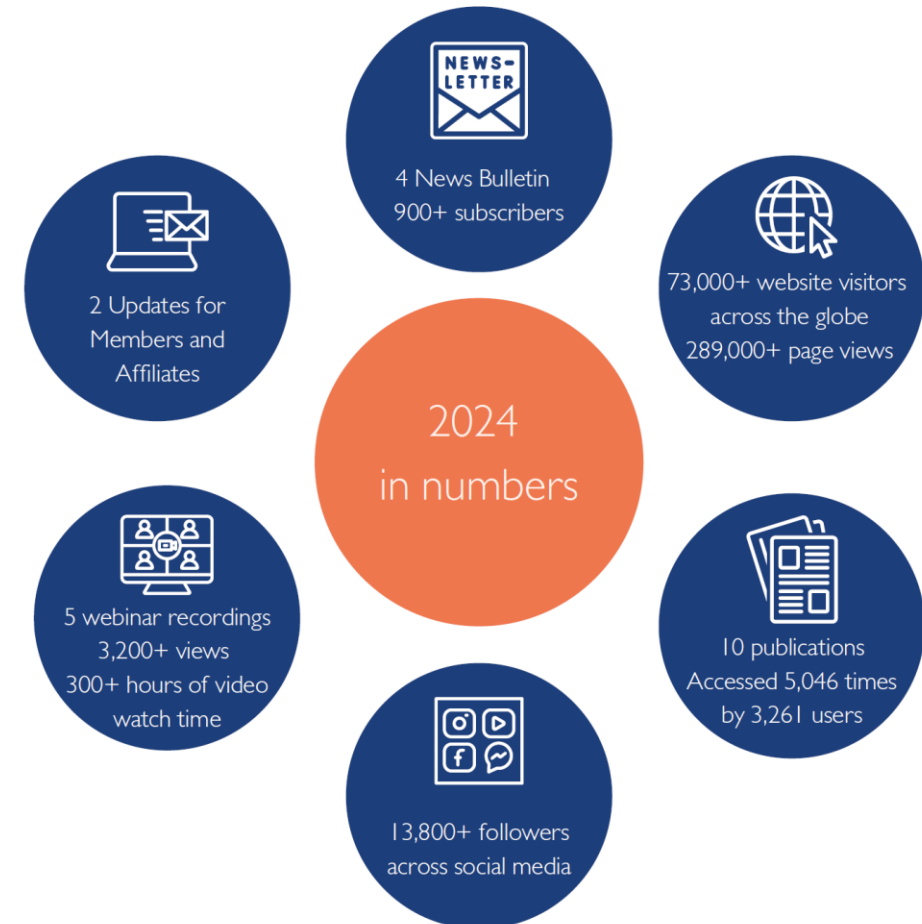 NEWS-
LETTER
4 News Bulletin
900+ subscribers
2 Updates for
Members and
Affiliates
73,000+ website visitors
across the globe
289,000+ page views
2024
in numbers
5 webinar recordings
3,200+ views
300+ hours of video
watch time
10 publications
Accessed 5,046 times
by 3,261 users
13,800+ followers
across social media